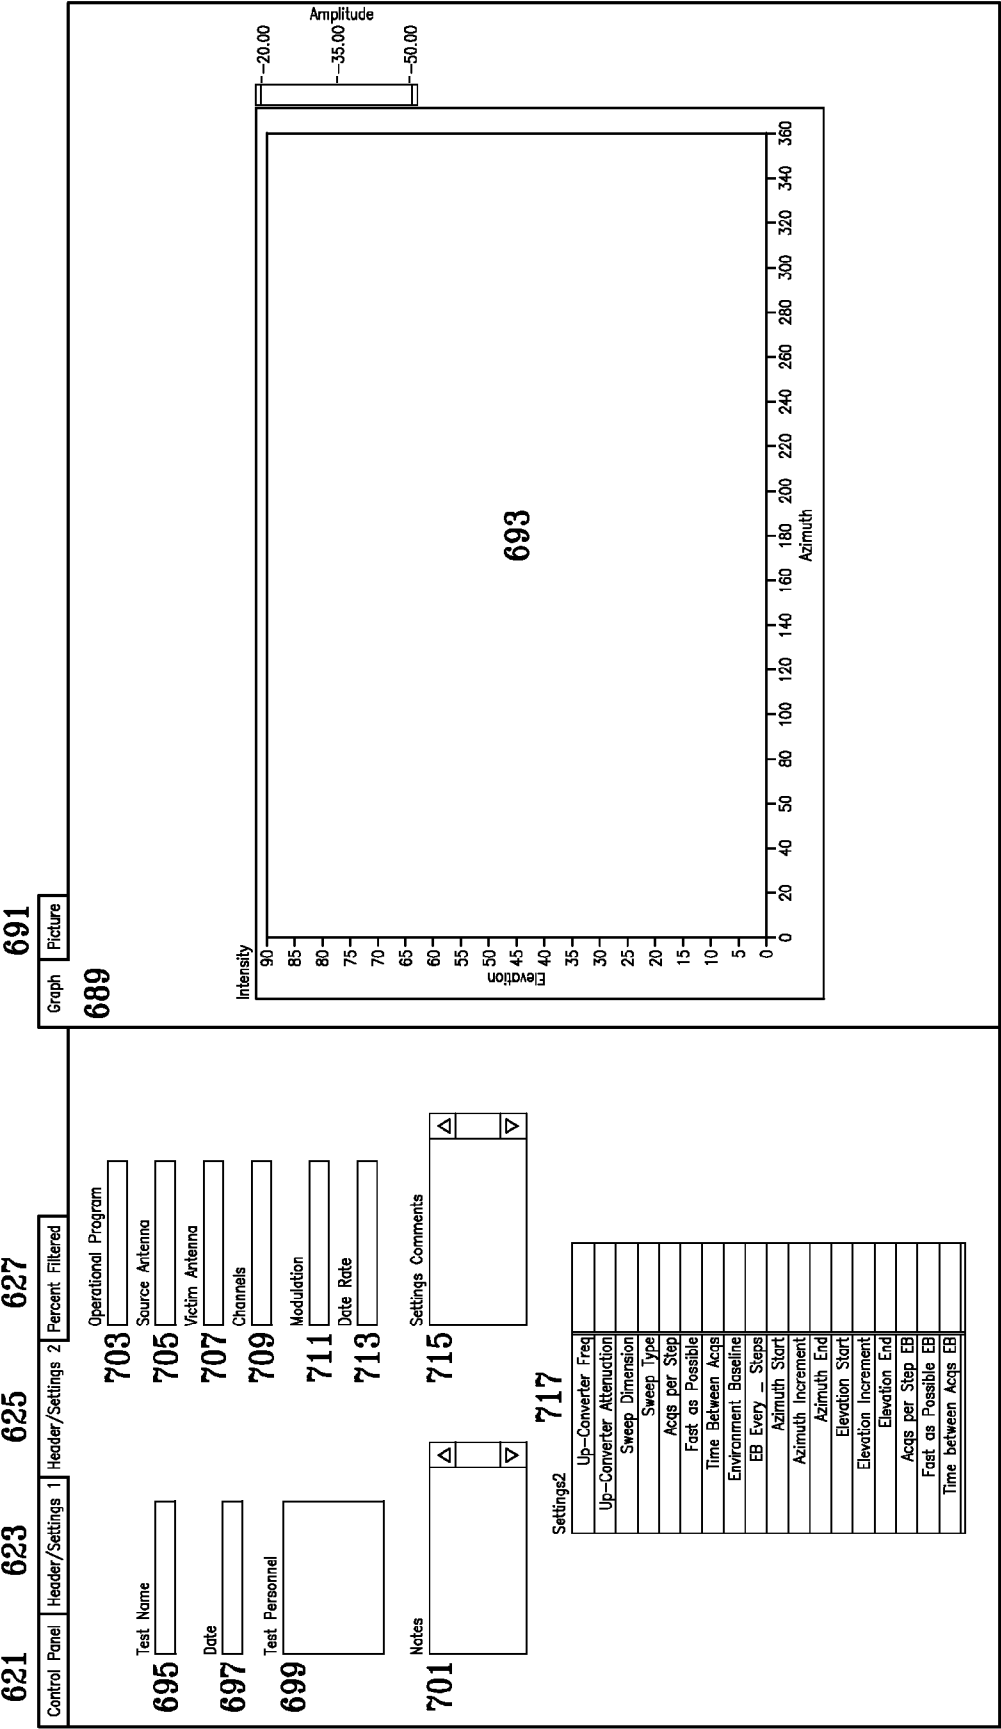 621
623
625
627
691
Control Panel
Header/Settings 1
Header/Settings 2
Percent Filtered
Graph
Picture
689
Test Name
695
Date
697
Test Personnel
699
Notes
701
Operational Program
703
Source Antenna
705
Victim Antenna
707
Channels
709
Modulation
711
Date Rate
713
Settings Comments
715
717
Settings2
Up-Converter Freq
Up-Converter Attenuation
Sweep Dimension
Sweep Type
Acqs per Step
Fast as Possible
Time Between Acqs
Environment Baseline
EB Every _ Steps
Azimuth Start
Azimuth Increment
Azimuth End
Elevation Start
Elevation Increment
Elevation End
Acqs per Step EB
Fast as Possible EB
Time between Acqs EB
Intensity
Amplitude
-20.00
-35.00
-50.00
90
85
80
75
70
65
60
55
50
45
40
35
30
25
20
15
10
5
0
Elevation
693
0 20 40 50 80 100 120 140 160 180 200 220 240 260 280 300 320 340 360
Azimuth